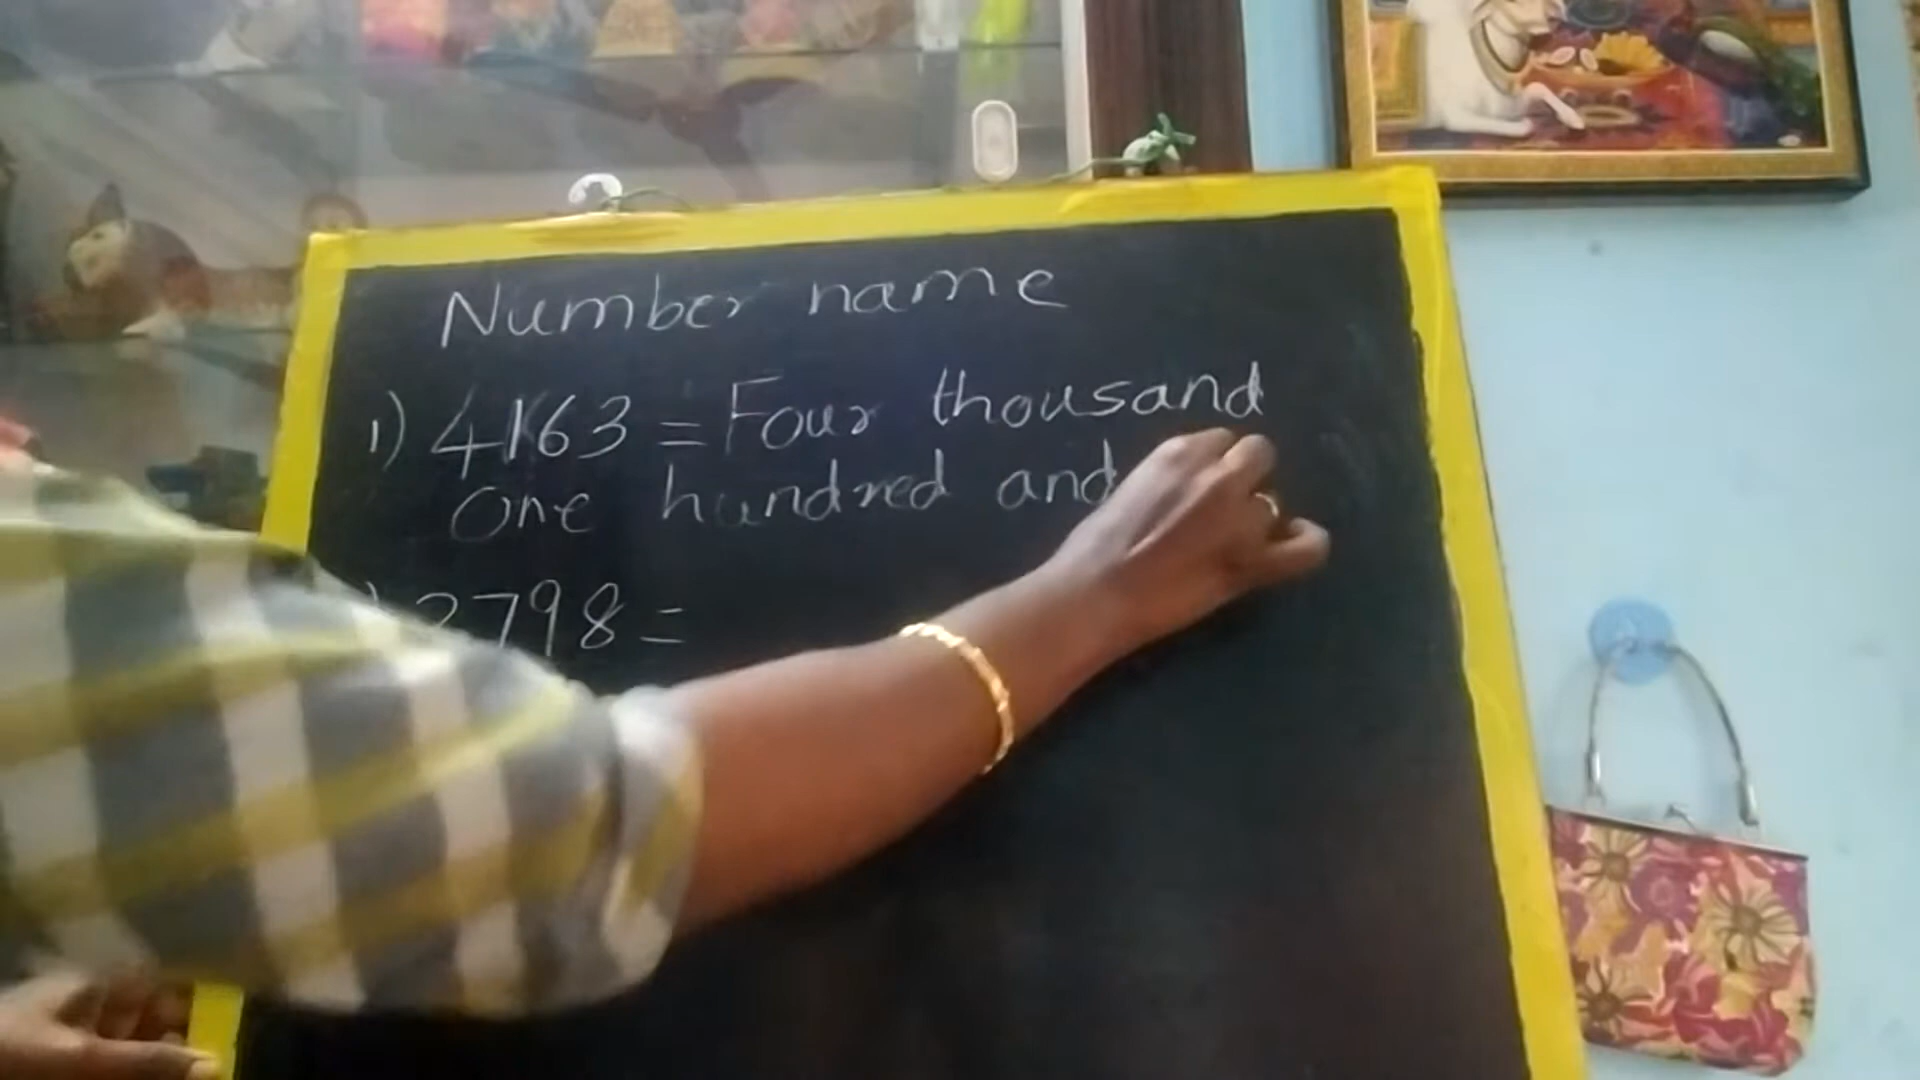 Number name
1) 4163 = Four thousand
One hundred and
2798 =